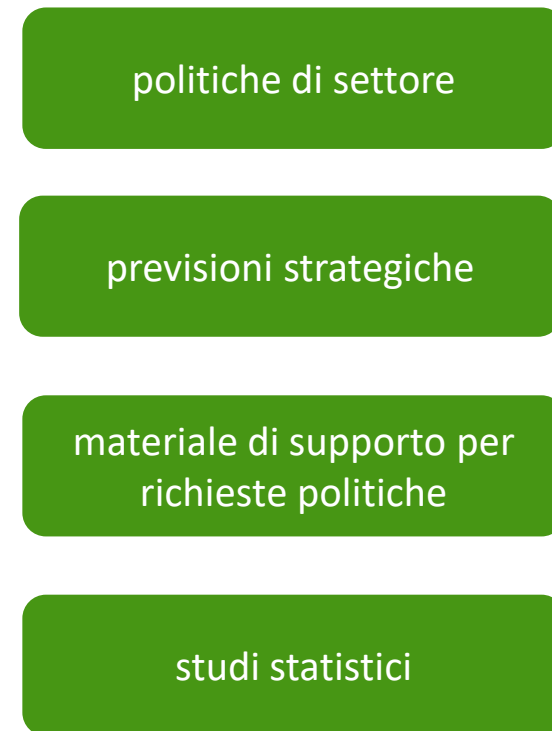 politiche di settore
previsioni strategiche
materiale di supporto per
richieste politiche
studi statistici